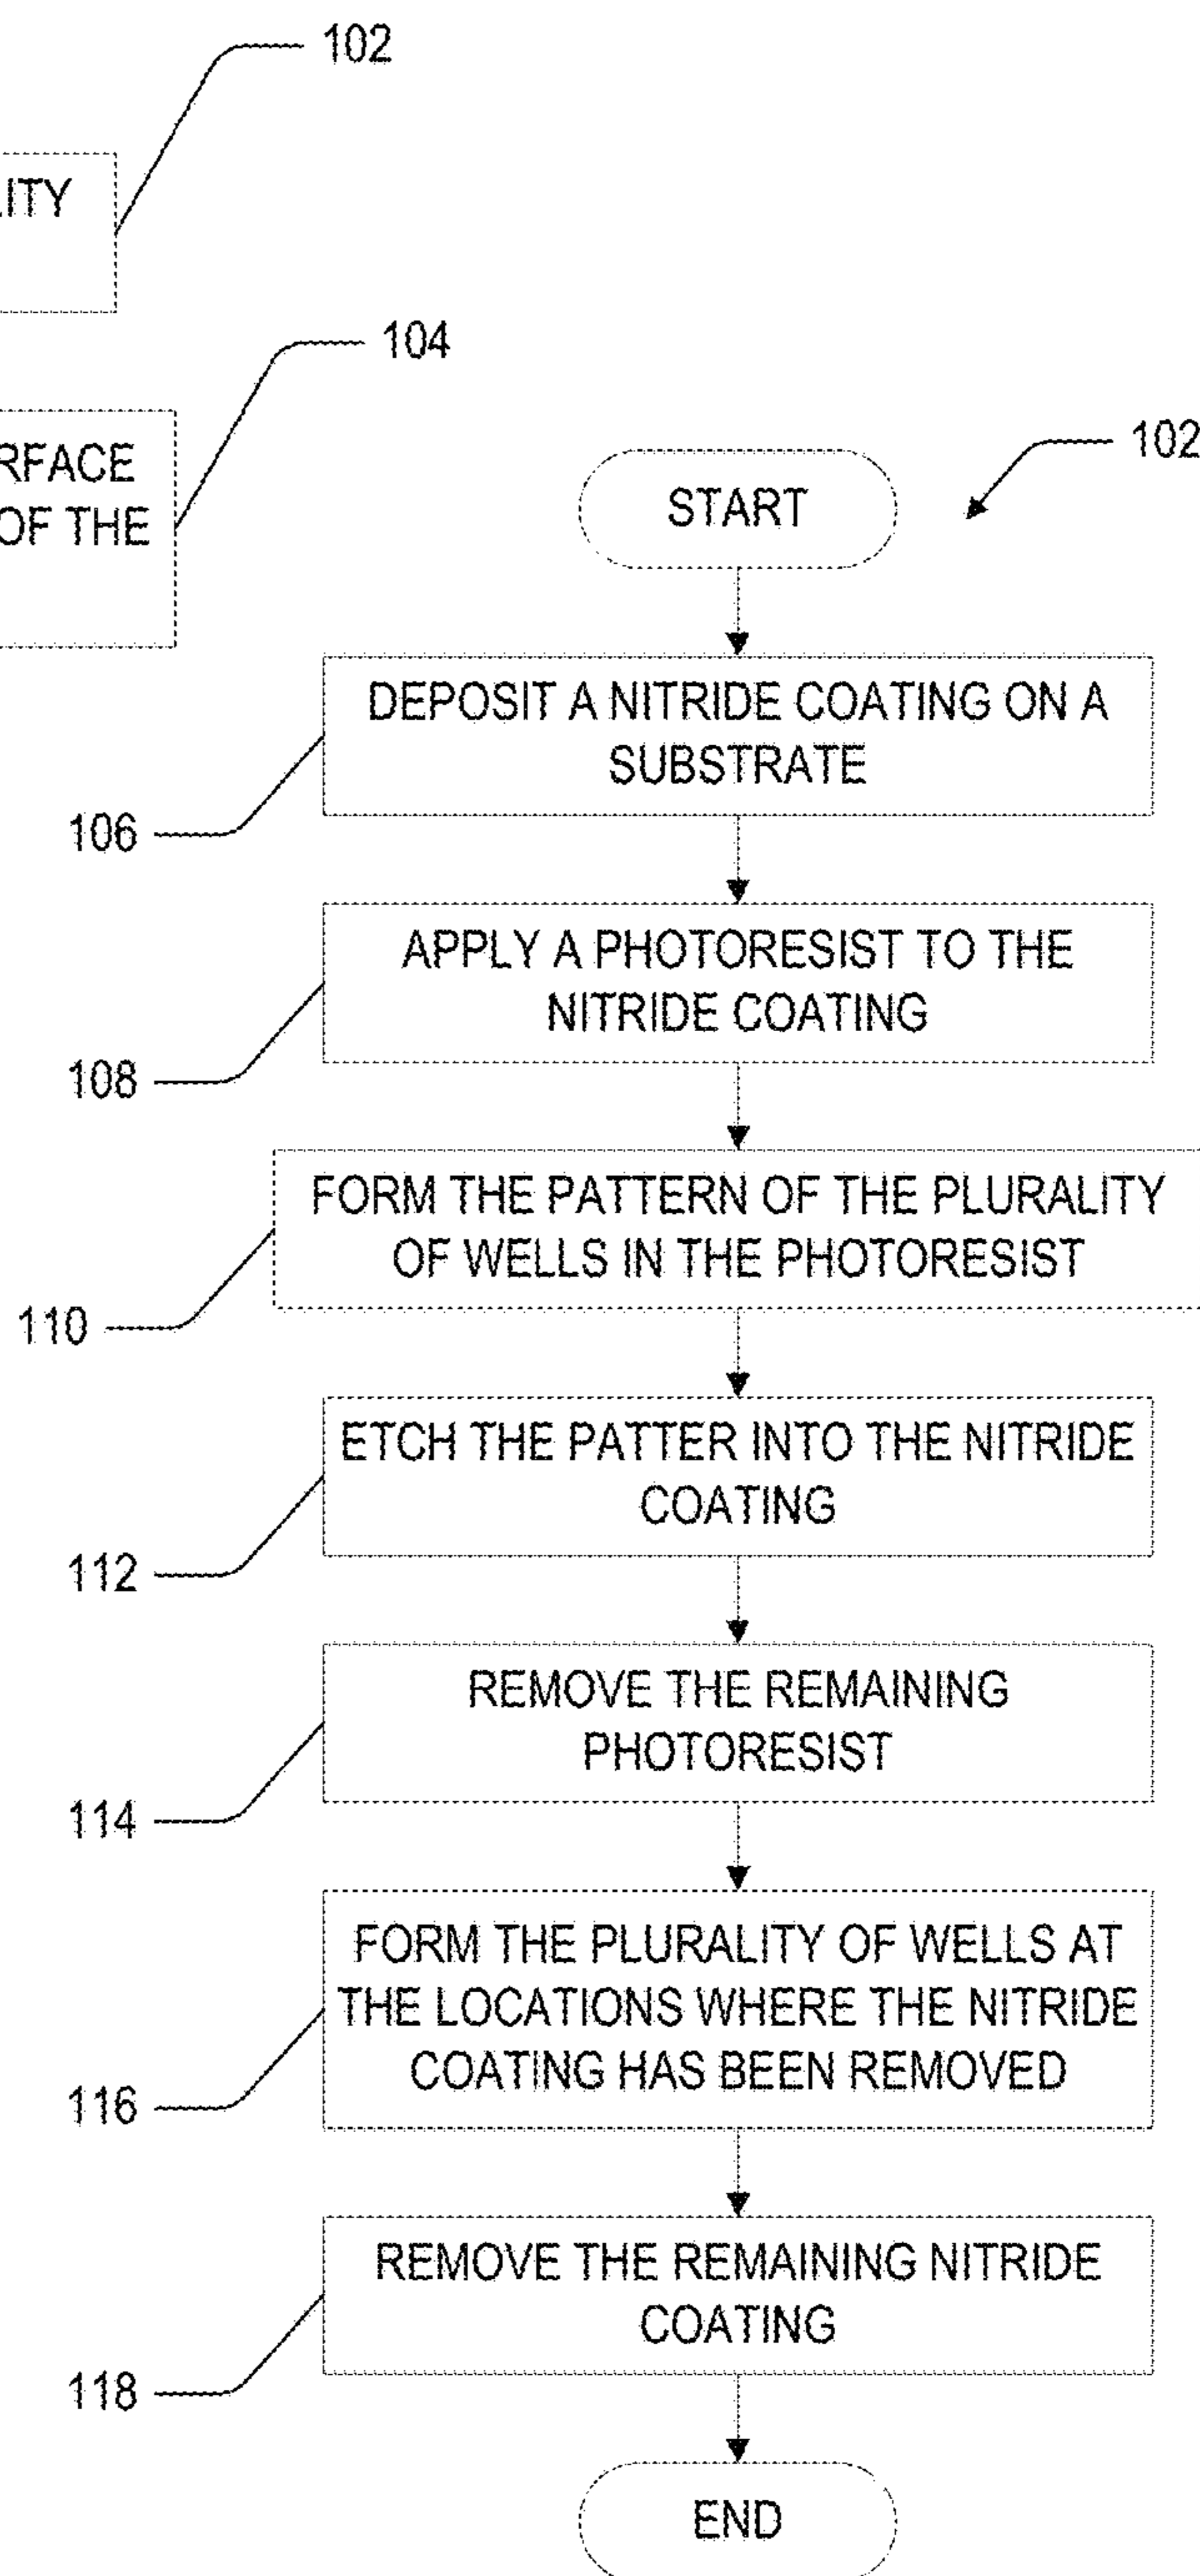 102
LITY
104
RFACE
OF THE
102
START
DEPOSIT A NITRIDE COATING ON A
SUBSTRATE
106
APPLY A PHOTORESIST TO THE
NITRIDE COATING
108
FORM THE PATTERN OF THE PLURALITY
OF WELLS IN THE PHOTORESIST
110
ETCH THE PATTER INTO THE NITRIDE
COATING
112
REMOVE THE REMAINING
PHOTORESIST
114
FORM THE PLURALITY OF WELLS AT
THE LOCATIONS WHERE THE NITRIDE
COATING HAS BEEN REMOVED
116
REMOVE THE REMAINING NITRIDE
COATING
118
END